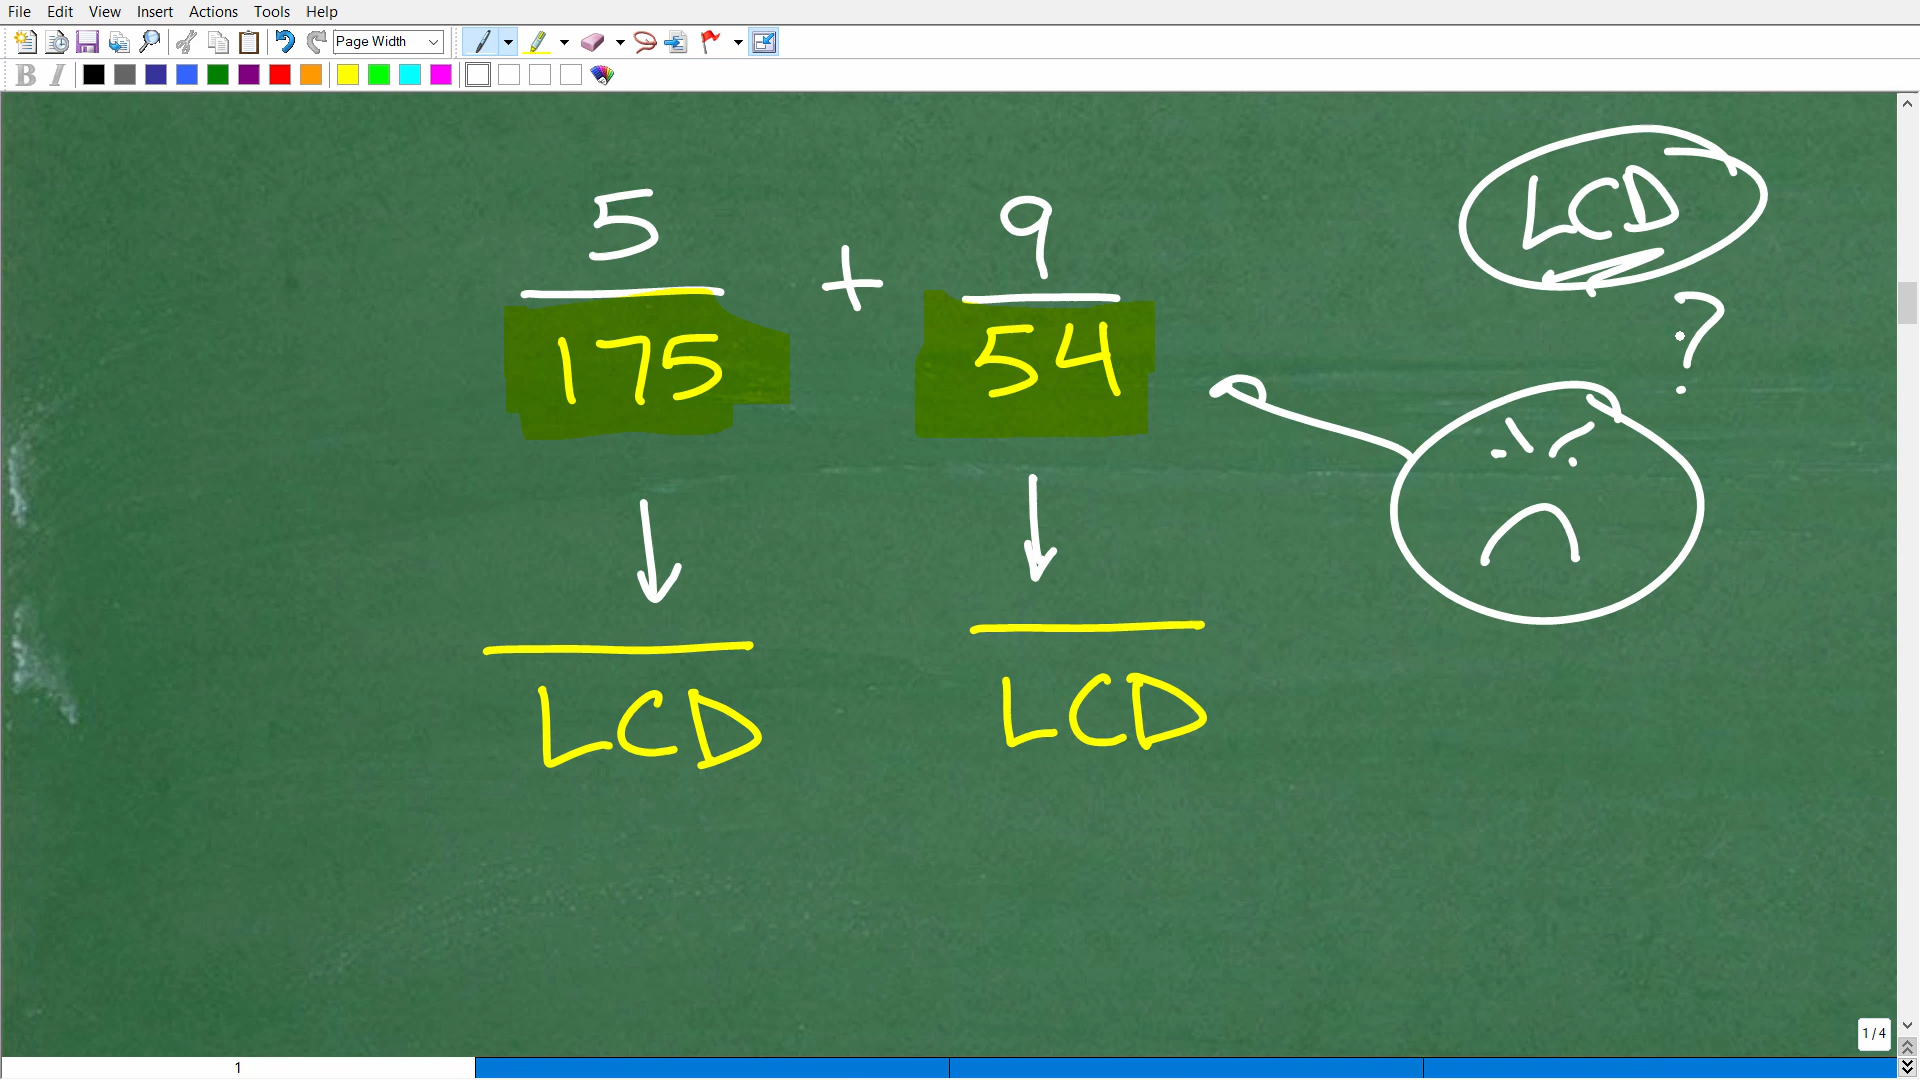 File Edit View Insert Actions Tools Help
Page Width
B I
LCD
5 + 9
175 54
?
LCD LCD
1 / 4
1